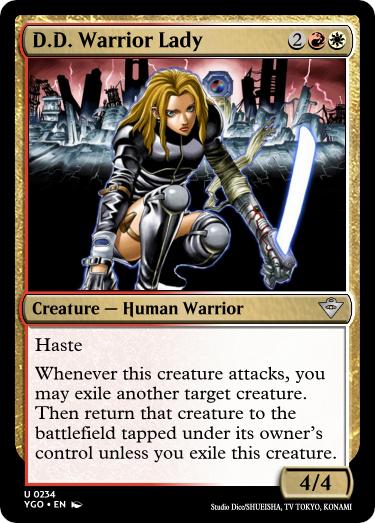 D.D. Warrior Lady 2
Creature — Human Warrior
Haste
Whenever this creature attacks, you
may exile another target creature.
Then return that creature to the
battlefield tapped under its owner's
control unless you exile this creature.
4/4
U 0234
YGO • EN
Studio Dice/SHUEISHA, TV TOKYO, KONAMI